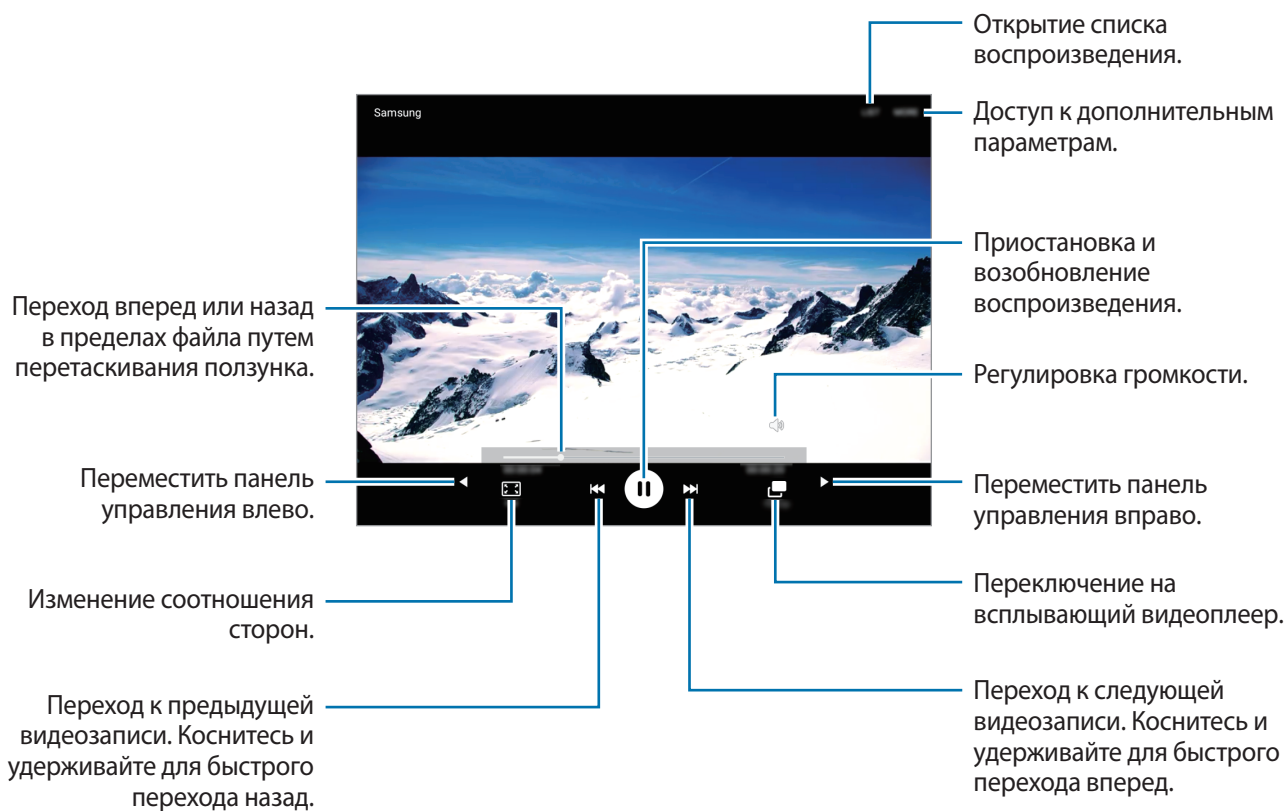 Открытие списка
воспроизведения.
Samsung
Доступ к дополнительным
параметрам.
Приостановка и
возобновление
воспроизведения.
Переход вперед или назад
в пределах файла путем
перетаскивания ползунка.
Регулировка громкости.
Переместить панель
управления влево.
Переместить панель
управления вправо.
Изменение соотношения
сторон.
Переключение на
всплывающий видеоплеер.
Переход к предыдущей
видеозаписи. Коснитесь и
удерживайте для быстрого
перехода назад.
Переход к следующей
видеозаписи. Коснитесь и
удерживайте для быстрого
перехода вперед.